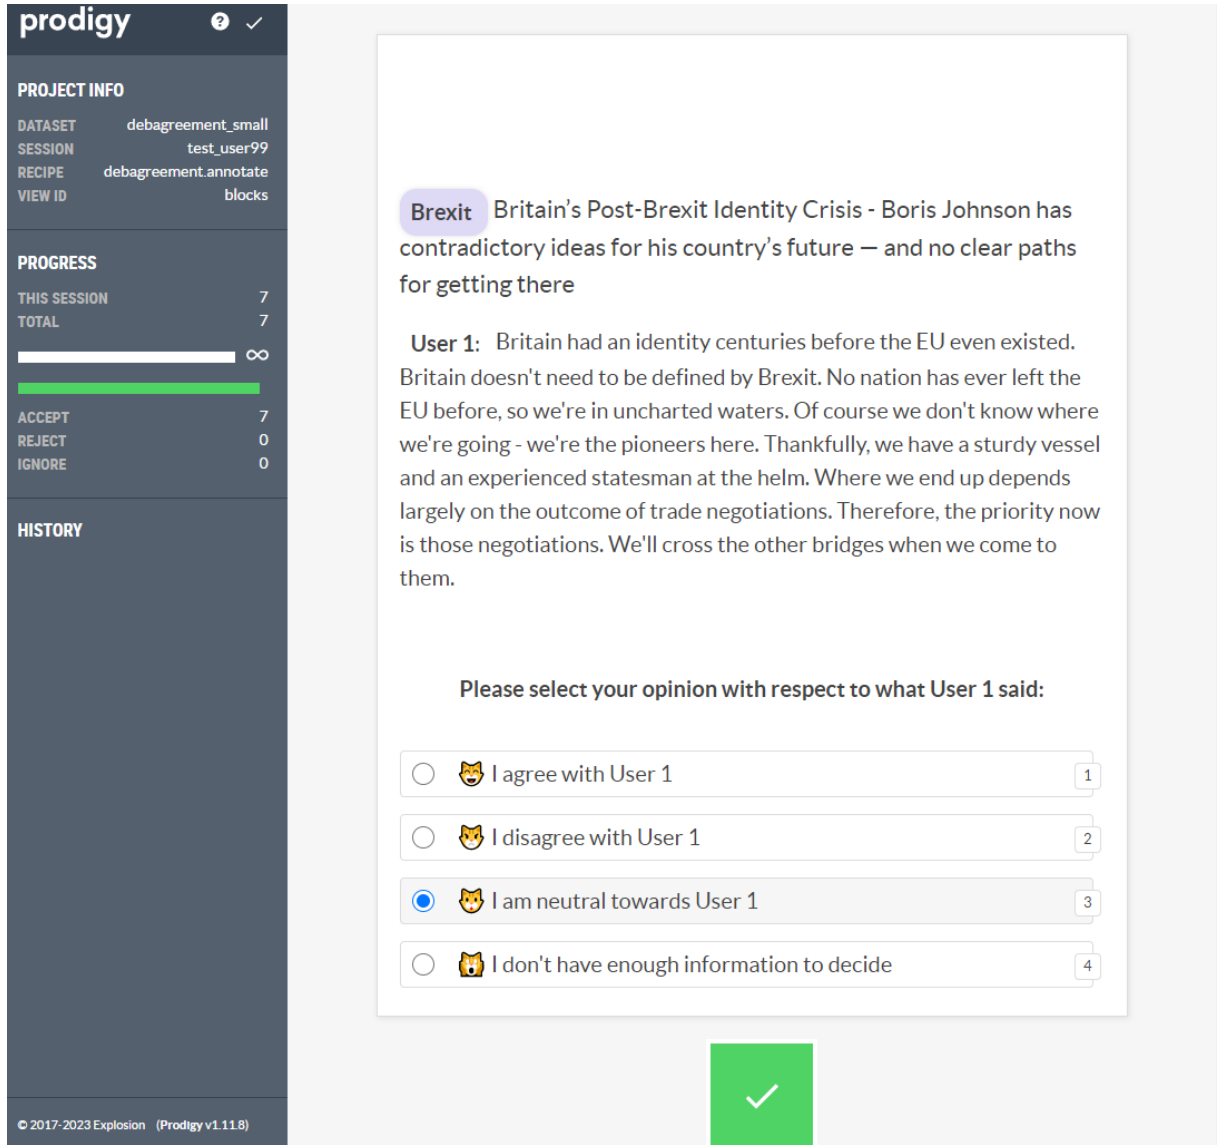 prodigy
?
PROJECT INFO
DATASET debagreement_small
SESSION test_user99
RECIPE debagreement.annotate
VIEW ID blocks
PROGRESS
THIS SESSION 7
TOTAL 7
∞
ACCEPT 7
REJECT 0
IGNORE 0
HISTORY
© 2017-2023 Explosion (Prodigy v1.11.8)
Brexit Britain’s Post-Brexit Identity Crisis - Boris Johnson has
contradictory ideas for his country’s future — and no clear paths
for getting there
User 1: Britain had an identity centuries before the EU even existed.
Britain doesn't need to be defined by Brexit. No nation has ever left the
EU before, so we're in uncharted waters. Of course we don't know where
we're going - we're the pioneers here. Thankfully, we have a sturdy vessel
and an experienced statesman at the helm. Where we end up depends
largely on the outcome of trade negotiations. Therefore, the priority now
is those negotiations. We'll cross the other bridges when we come to
them.
Please select your opinion with respect to what User 1 said:
I agree with User 1 1
I disagree with User 1 2
I am neutral towards User 1 3
I don't have enough information to decide 4